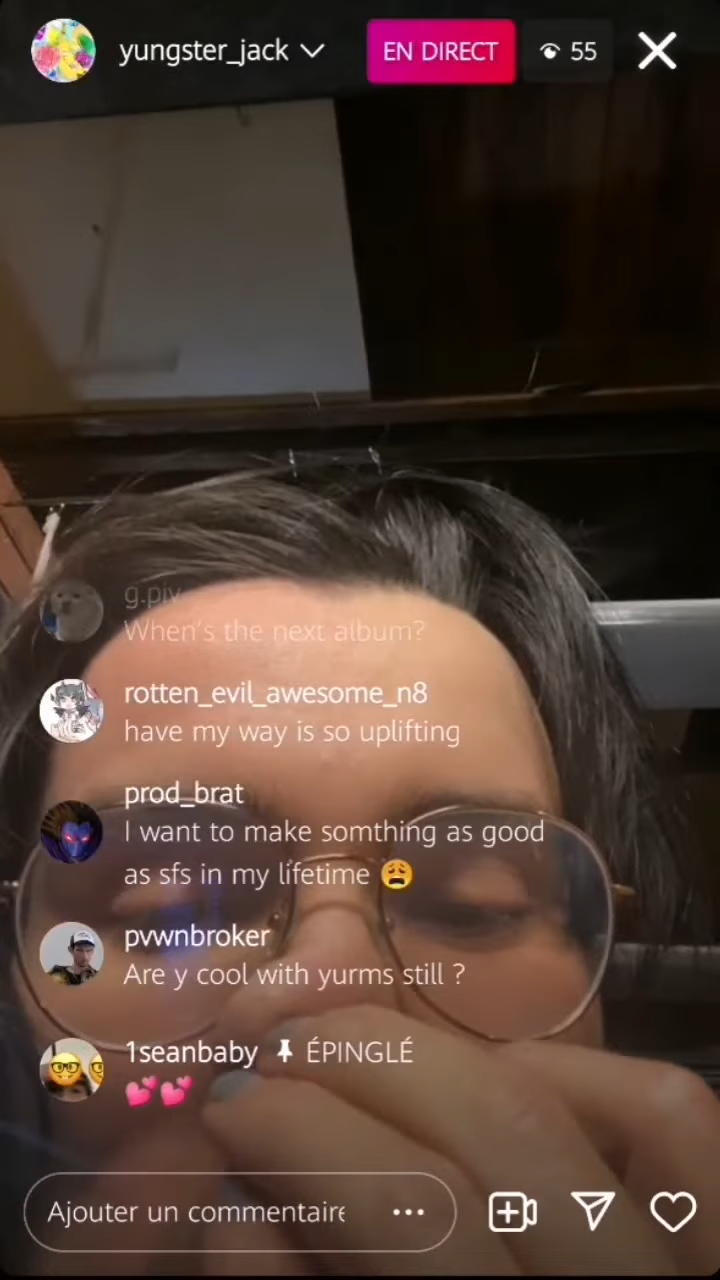 yungster_jack
EN DIRECT
55
g.piv
When's the next album?
rotten_evil_awesome_n8
have my way is so uplifting
prod_brat
I want to make somthing as good
as sfs in my lifetime 😩
pvwnbroker
Are y cool with yurms still ?
1seanbaby 📌 ÉPINGLÉ
💕💕
Ajouter un commentaire